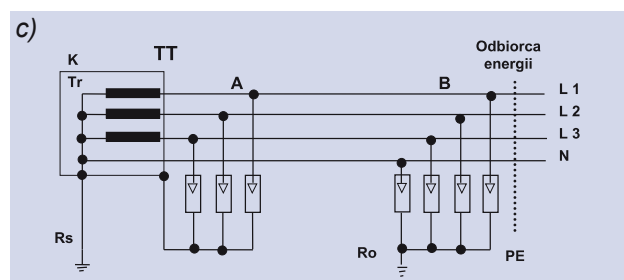 c)
K
TT
Tr
A
B
Odbiorca
energii
L 1
L 2
L 3
N
Rs
Ro
PE